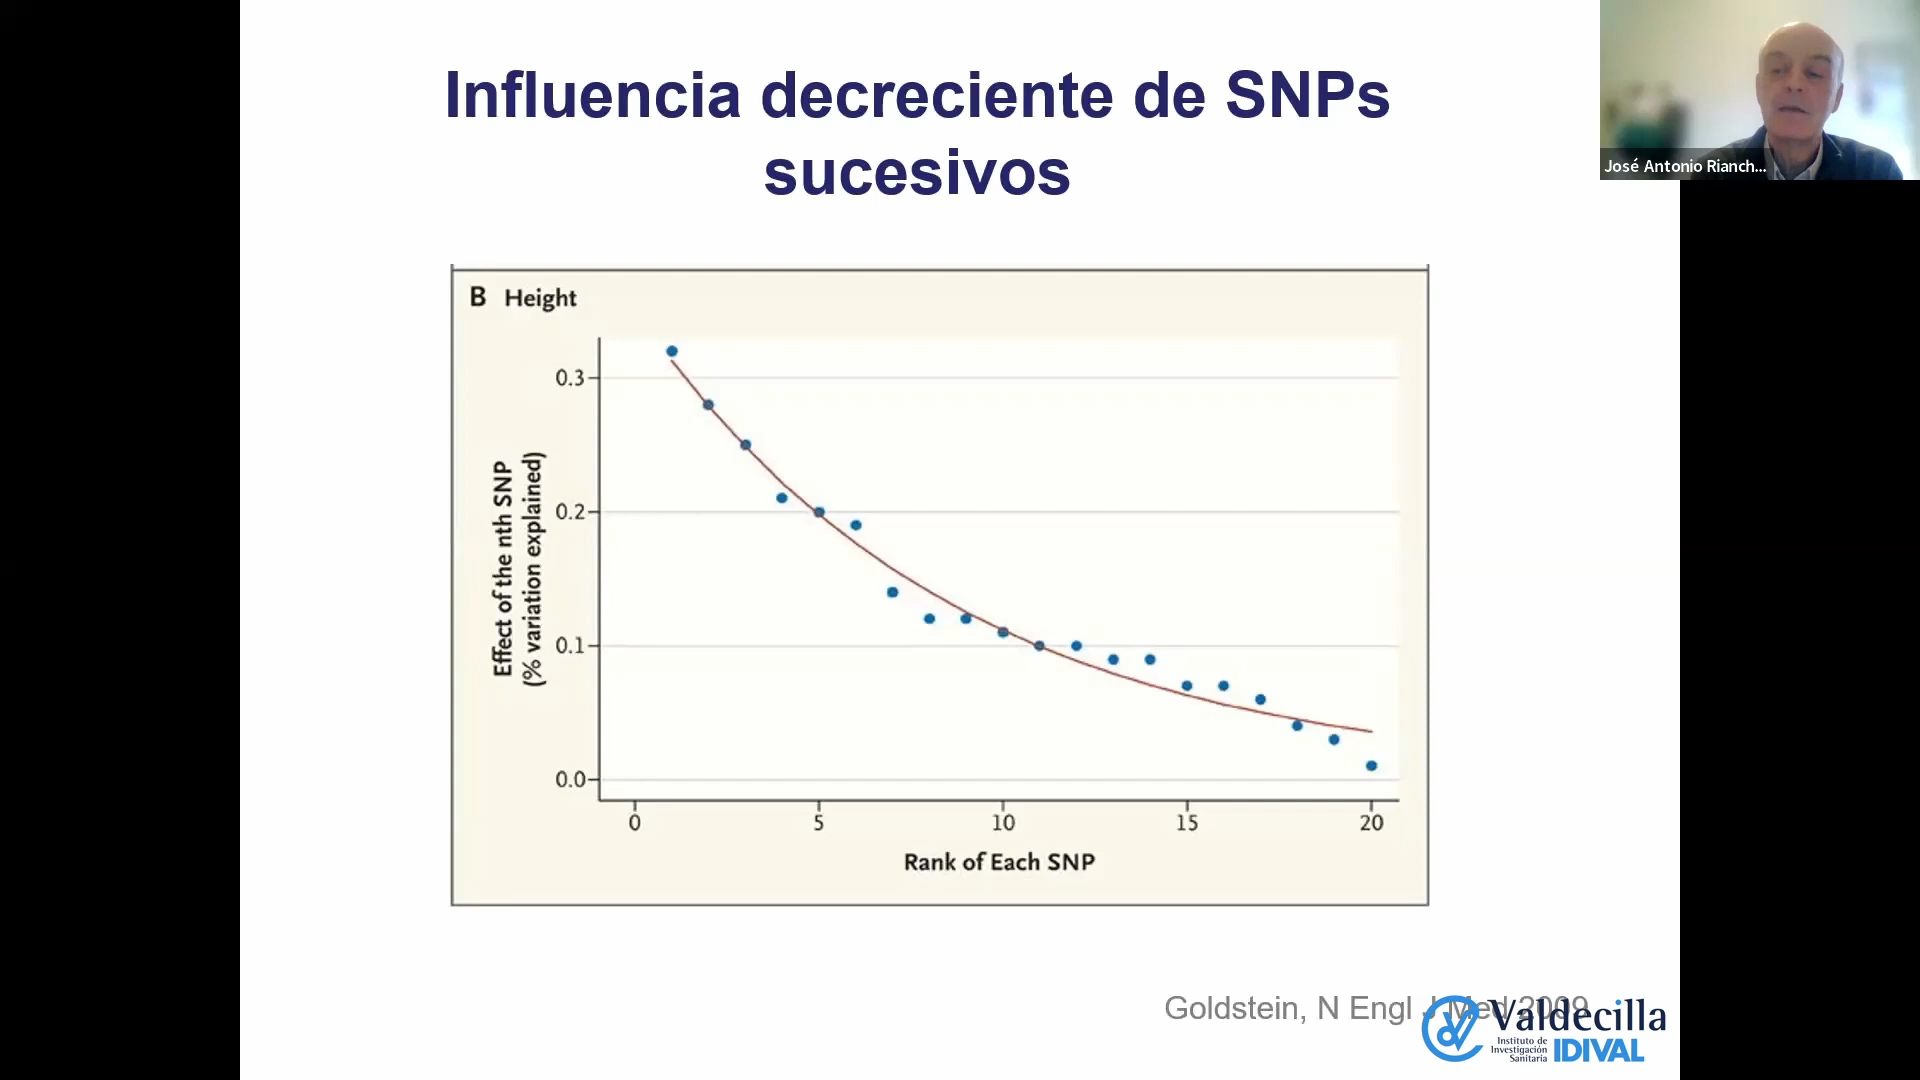 Influencia decreciente de SNPs
sucesivos
José Antonio Rianch...
B Height
Effect of the nth SNP
(% variation explained)
0.3
0.2
0.1
0.0
0 5 10 15 20
Rank of Each SNP
Goldstein, N Engl J Med 2009
Valdecilla
Instituto de
Investigación
Sanitaria
IDIVAL